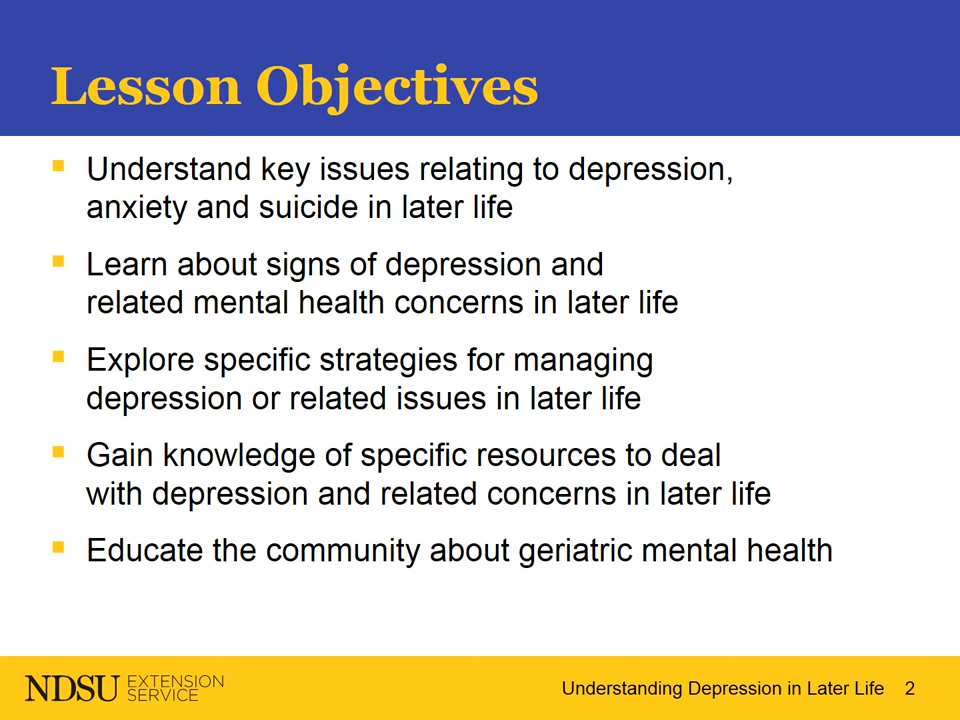 Lesson Objectives
Understand key issues relating to depression,
anxiety and suicide in later life
Learn about signs of depression and
related mental health concerns in later life
Explore specific strategies for managing
depression or related issues in later life
Gain knowledge of specific resources to deal
with depression and related concerns in later life
Educate the community about geriatric mental health
NDSU EXTENSION
SERVICE
Understanding Depression in Later Life 2